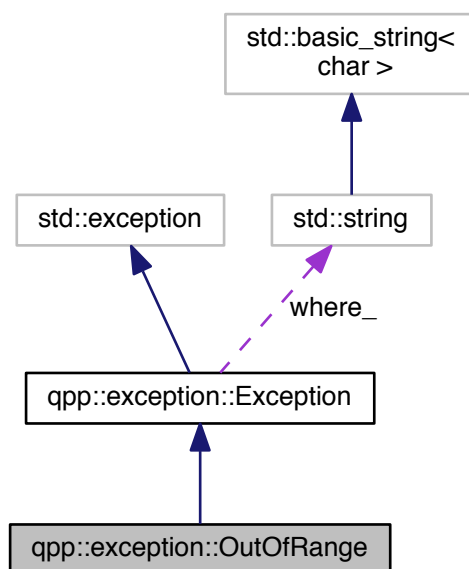 std::basic_string<
char >
std::exception
std::string
where_
qpp::exception::Exception
qpp::exception::OutOfRange